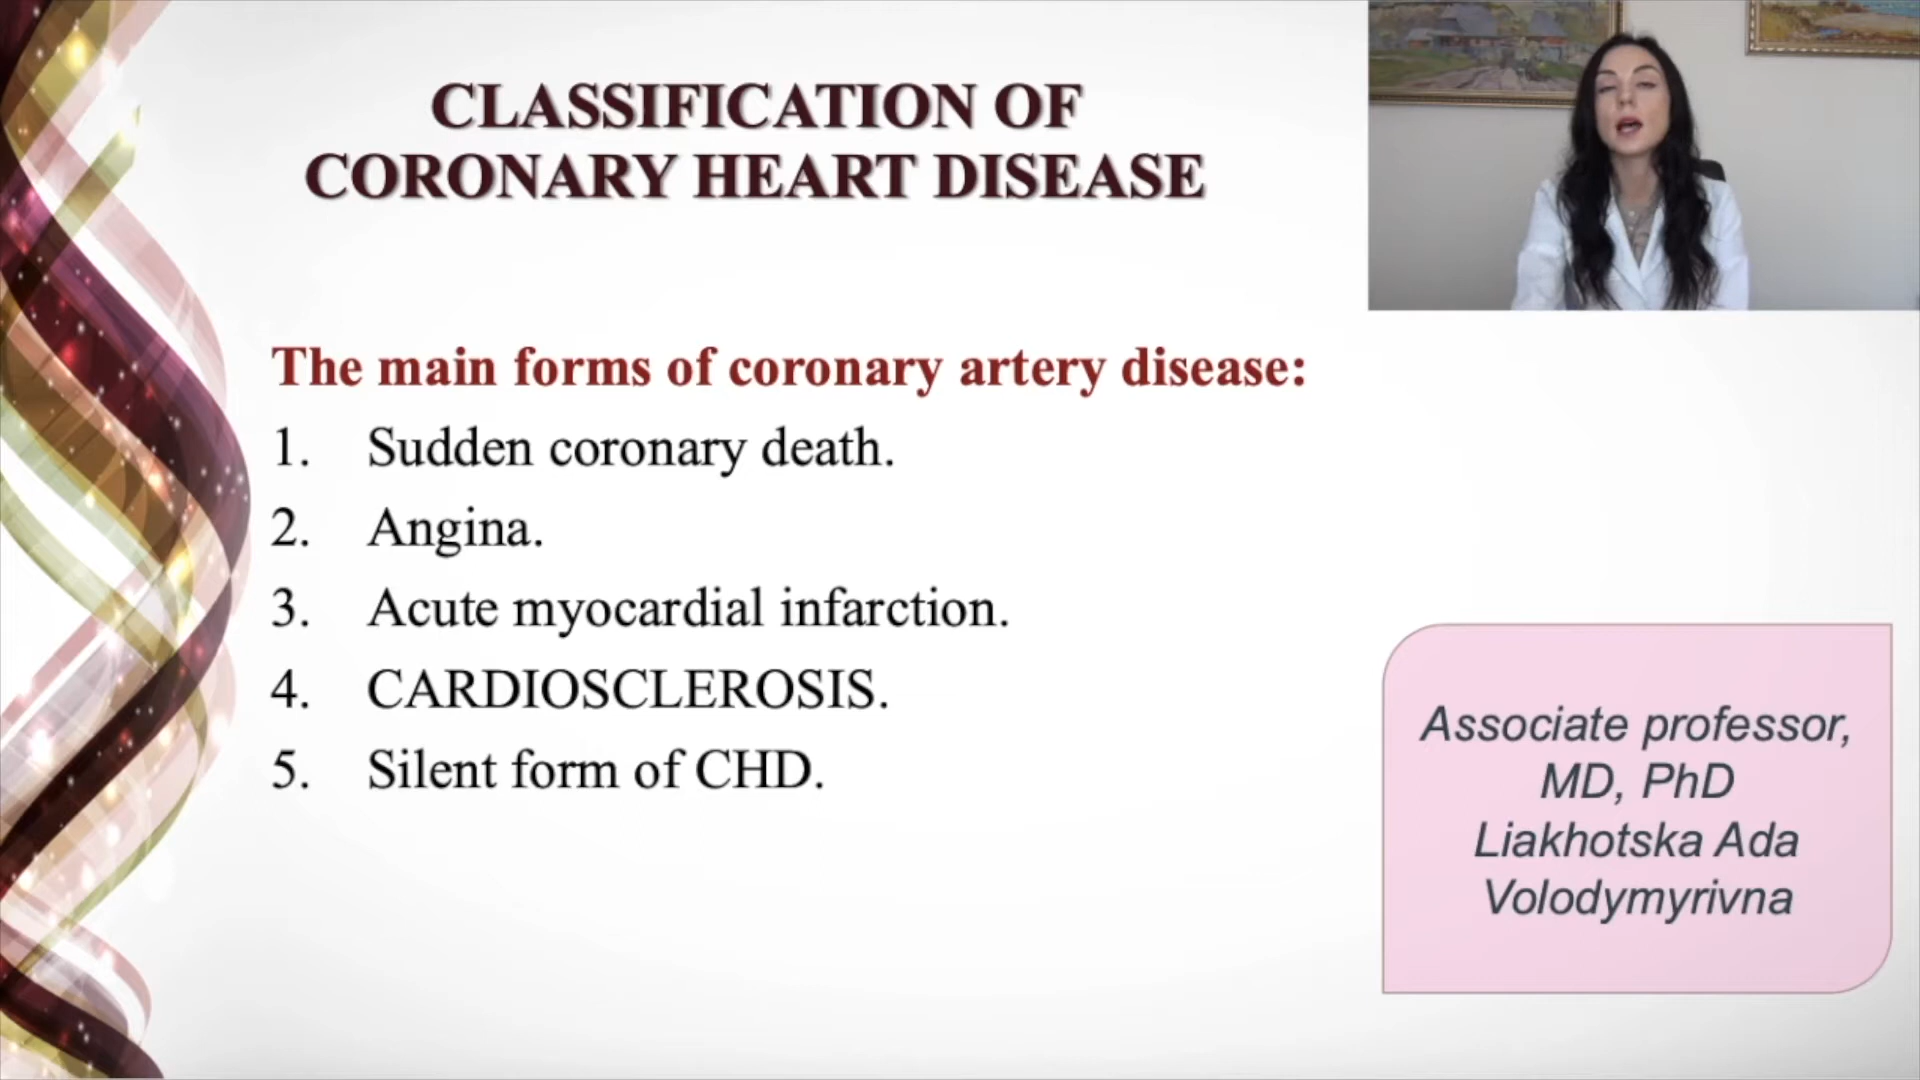 CLASSIFICATION OF
CORONARY HEART DISEASE
The main forms of coronary artery disease:
1. Sudden coronary death.
2. Angina.
3. Acute myocardial infarction.
4. CARDIOSCLEROSIS.
5. Silent form of CHD.
Associate professor,
MD, PhD
Liakhotska Ada
Volodymyrivna